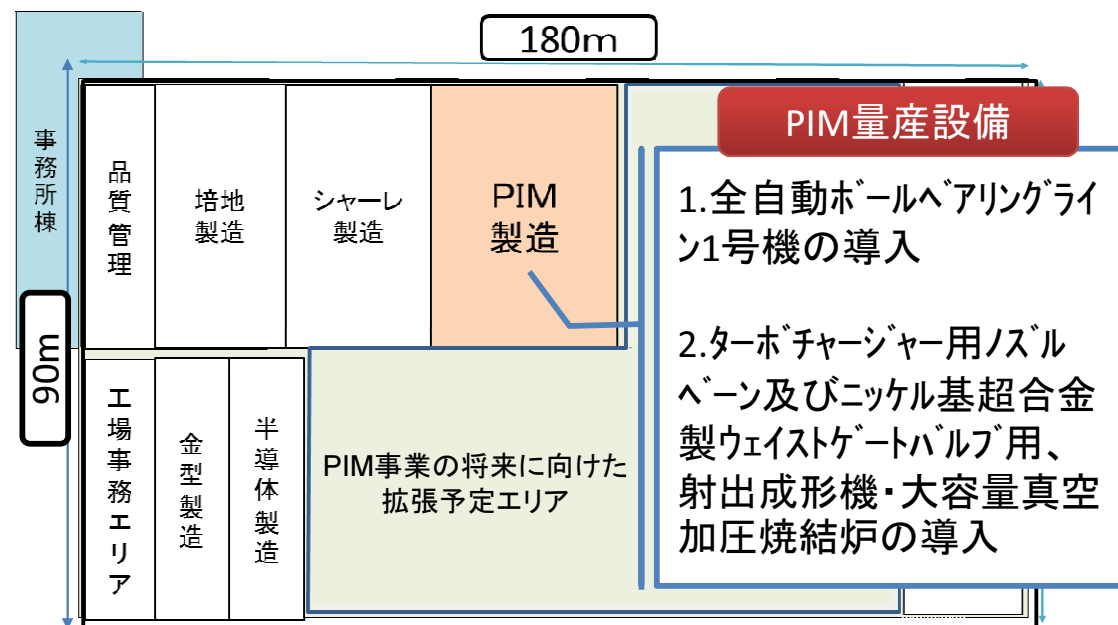 180m
PIM量産設備
事務所棟
品質管理
培地
製造
シャーレ
製造
PIM
製造
1.全自動ﾎﾞｰﾙﾍﾞｱﾘﾝｸﾞﾗｲ
ﾝ1号機の導入
2.ﾀｰﾎﾞﾁｬｰｼﾞｬｰ用ﾉｽﾞﾙ
ﾍﾞｰﾝ及びﾆｯｹﾙ基超合金
製ｳｪｲｽﾄｹﾞｰﾄﾊﾞﾙﾌﾞ用、
射出成形機・大容量真空
加圧焼結炉の導入
90m
工場事務エリア
金型製造
半導体製造
PIM事業の将来に向けた
拡張予定エリア